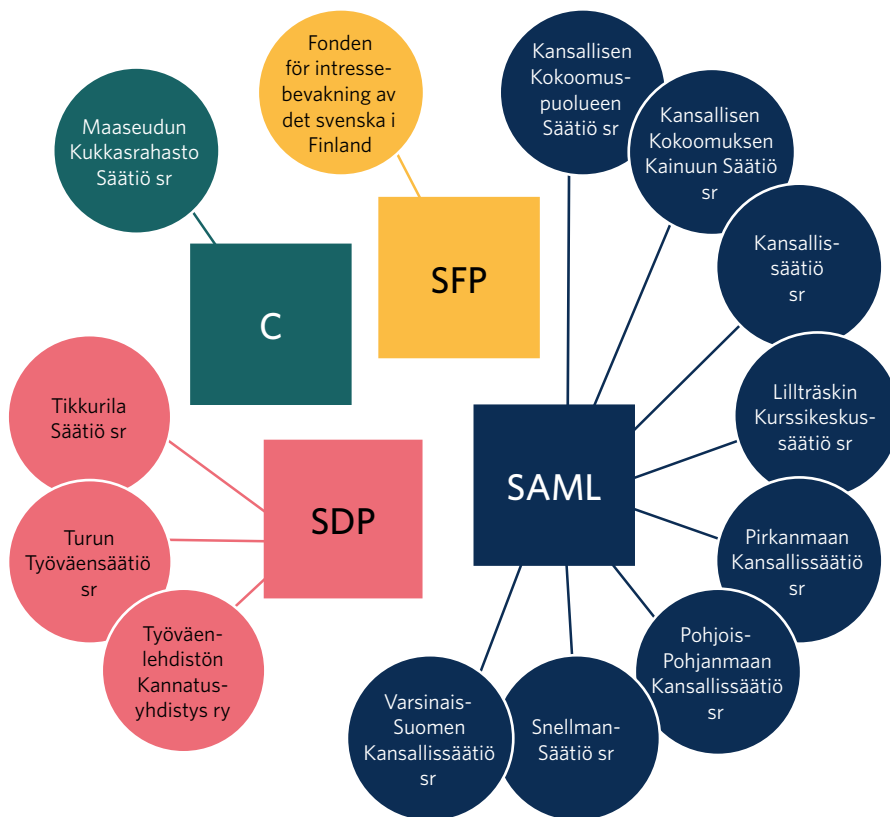 Maaseudun
Kukkasrahasto
Säätiö sr
C
Fonden
för intresse-
bevakning av
det svenska i
Finland
SFP
Kansallisen
Kokoomus-
puolueen
Säätiö sr
Kansallisen
Kokoomuksen
Kainuun Säätiö
sr
Kansallis-
säätiö
sr
Lillträskin
Kurssikeskus-
säätiö sr
Pirkanmaan
Kansallissäätiö
sr
Pohjois-
Pohjanmaan
Kansallissäätiö
sr
Snellman-
Säätiö sr
Varsinais-
Suomen
Kansallissäätiö
sr
SAML
Tikkurila
Säätiö sr
Turun
Työväensäätiö
sr
Työväen-
lehdistön
Kannatus-
yhdistys ry
SDP